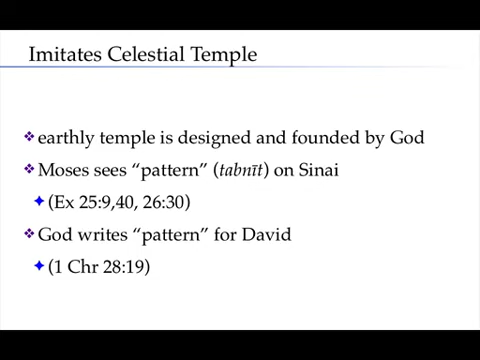 Imitates Celestial Temple
❖earthly temple is designed and founded by God
❖Moses sees “pattern” (tabnīt) on Sinai
✦(Ex 25:9,40, 26:30)
❖God writes “pattern” for David
✦(1 Chr 28:19)